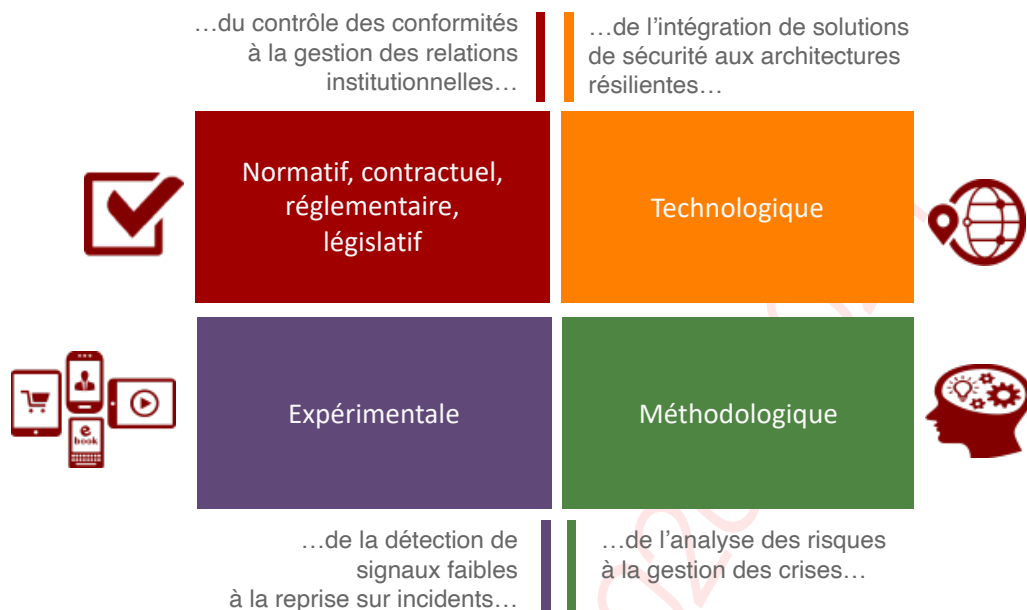 …du contrôle des conformités
à la gestion des relations
institutionnelles…
…de l’intégration de solutions
de sécurité aux architectures
résilientes…
Normatif, contractuel,
réglementaire,
législatif
Technologique
e
book
Expérimentale
Méthodologique
…de la détection de
signaux faibles
à la reprise sur incidents…
…de l’analyse des risques
à la gestion des crises…